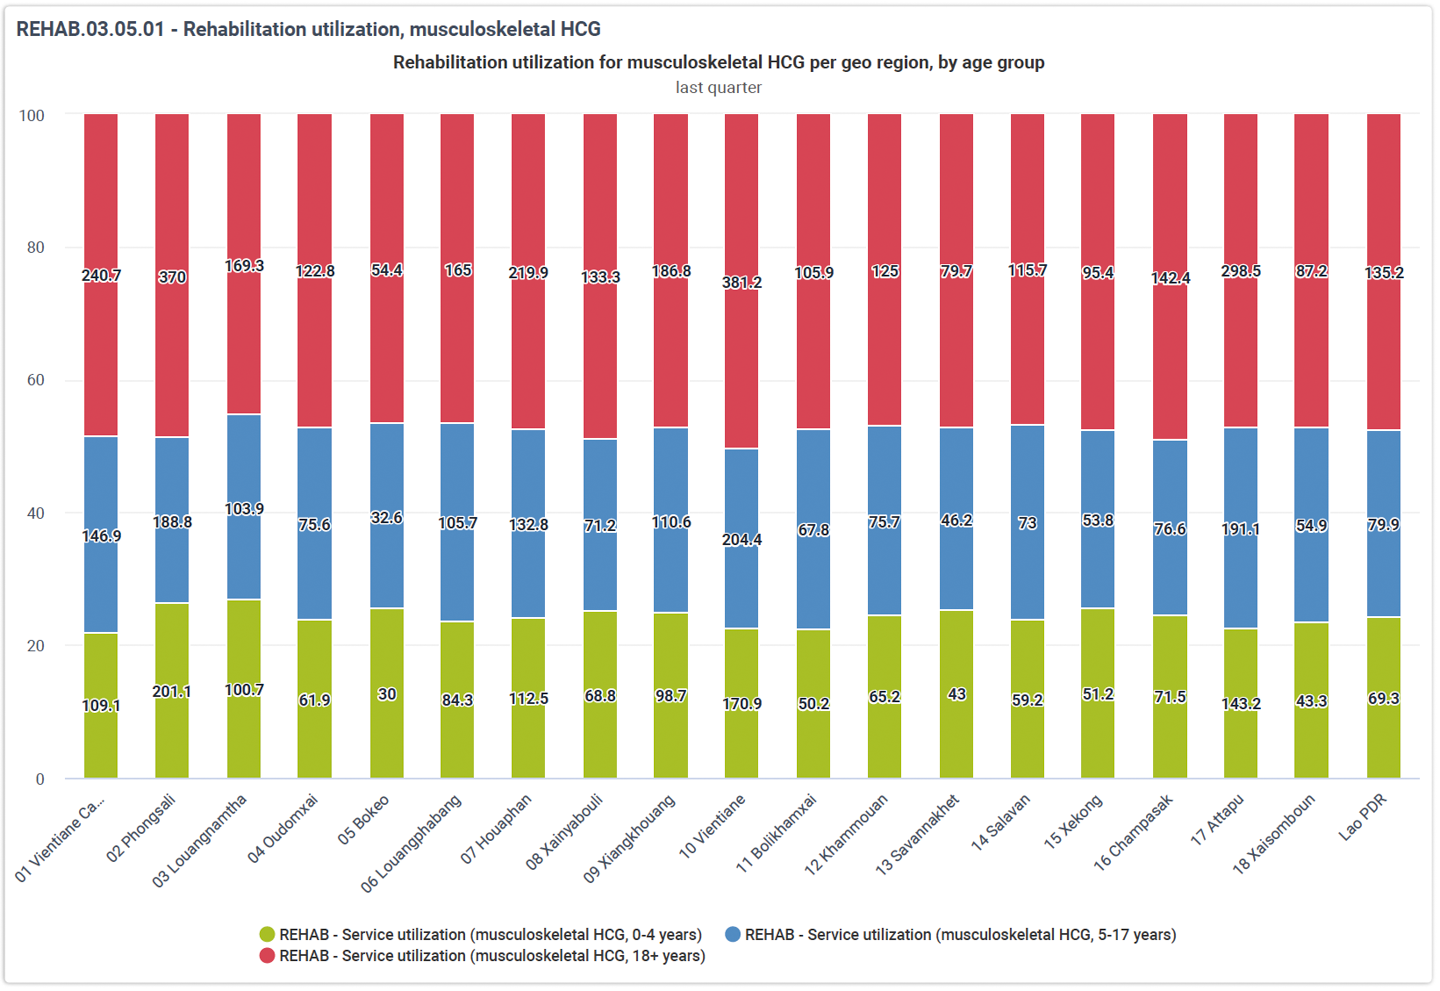 REHAB.03.05.01 - Rehabilitation utilization, musculoskeletal HCG
Rehabilitation utilization for musculoskeletal HCG per geo region, by age group
last quarter
100
80
60
40
20
0
240.7 370 169.3 122.8 54.4 165 219.9 133.3 186.8 381.2 105.9 125 79.7 115.7 95.4 142.4 298.5 87.2 135.2
146.9 188.8 103.9 75.6 32.6 105.7 132.8 71.2 110.6 204.4 67.8 75.7 46.2 73 53.8 76.6 191.1 54.9 79.9
109.1 201.1 100.7 61.9 30 84.3 112.5 68.8 98.7 170.9 50.2 65.2 43 59.2 51.2 71.5 143.2 43.3 69.3
01 Vientiane Ca...
02 Phongsali
03 Louangnamtha
04 Oudomxai
05 Bokeo
06 Louangphabang
07 Houaphan
08 Xainyabouli
09 Xiangkhouang
10 Vientiane
11 Bolikhamxai
12 Khammouan
13 Savannakhet
14 Salavan
15 Xekong
16 Champasak
17 Attapu
18 Xaisomboun
Lao PDR
REHAB - Service utilization (musculoskeletal HCG, 0-4 years)
REHAB - Service utilization (musculoskeletal HCG, 5-17 years)
REHAB - Service utilization (musculoskeletal HCG, 18+ years)